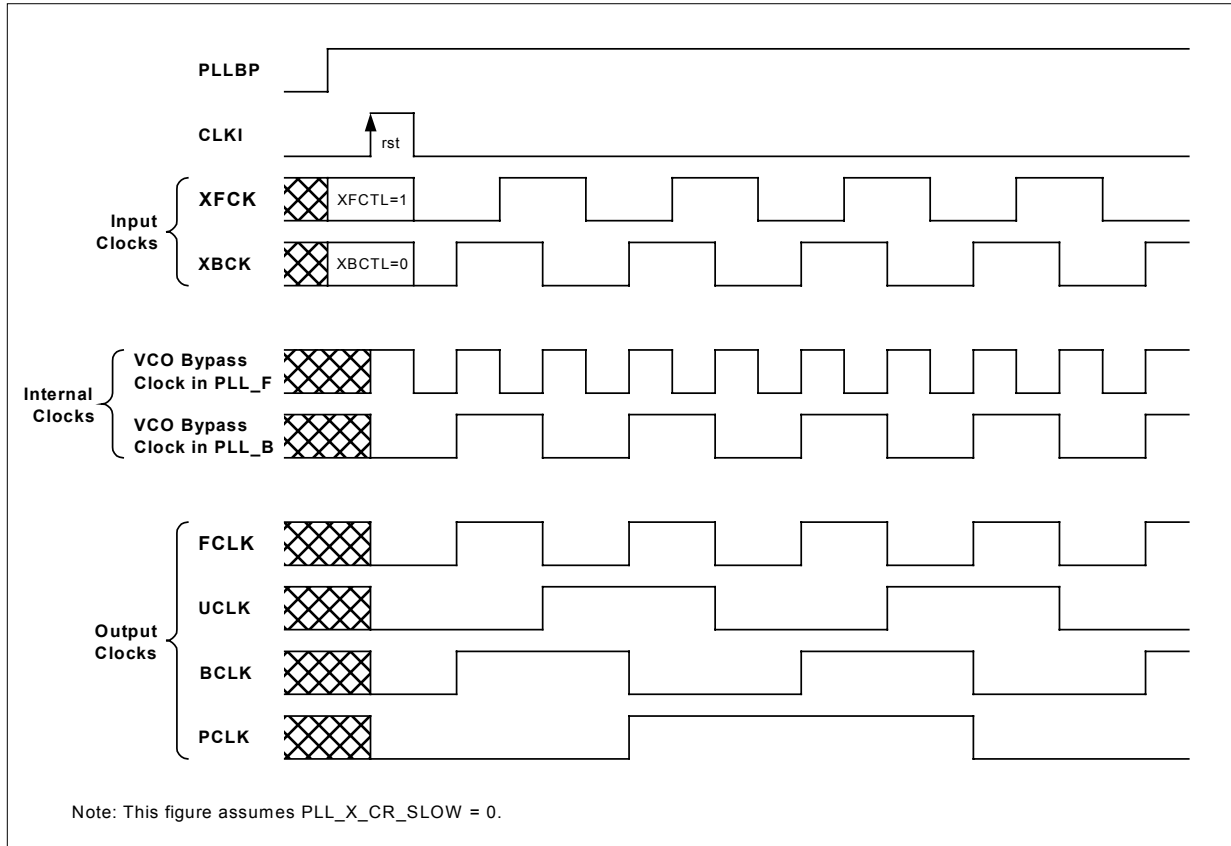 PLLBP
CLKI
rst
Input
Clocks
XFCK
XFCTL=1
XBCK
XBCTL=0
Internal
Clocks
VCO Bypass
Clock in PLL_F
VCO Bypass
Clock in PLL_B
Output
Clocks
FCLK
UCLK
BCLK
PCLK
Note: This figure assumes PLL_X_CR_SLOW = 0.